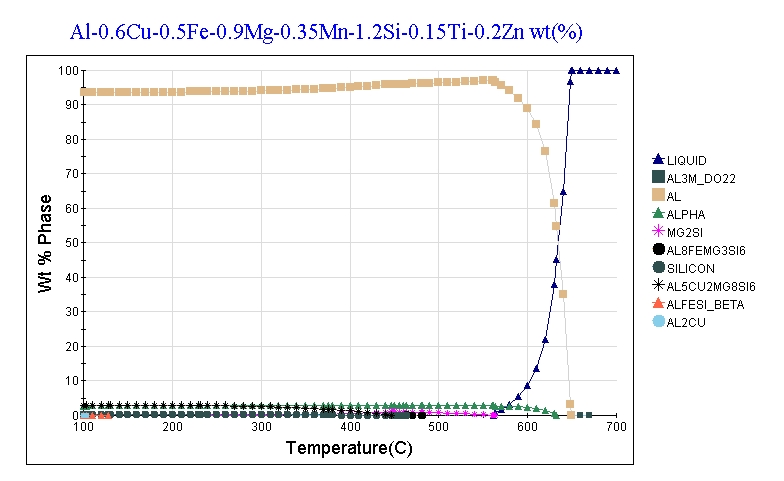 Al-0.6Cu-0.5Fe-0.9Mg-0.35Mn-1.2Si-0.15Ti-0.2Zn wt(%)
100
90
80
70
60
50
40
30
20
10
0
Wt % Phase
100 200 300 400 500 600 700
Temperature(C)
LIQUID
AL3M_DO22
AL
ALPHA
MG2SI
AL8FEMG3SI6
SILICON
AL5CU2MG8SI6
ALFESI_BETA
AL2CU